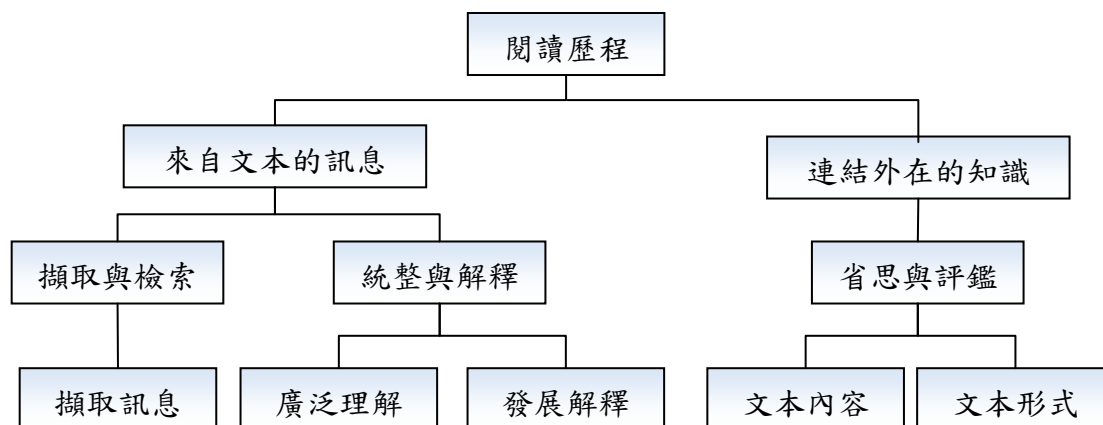 閱讀歷程
來自文本的訊息
連結外在的知識
擷取與檢索
統整與解釋
省思與評鑑
擷取訊息
廣泛理解
發展解釋
文本內容
文本形式